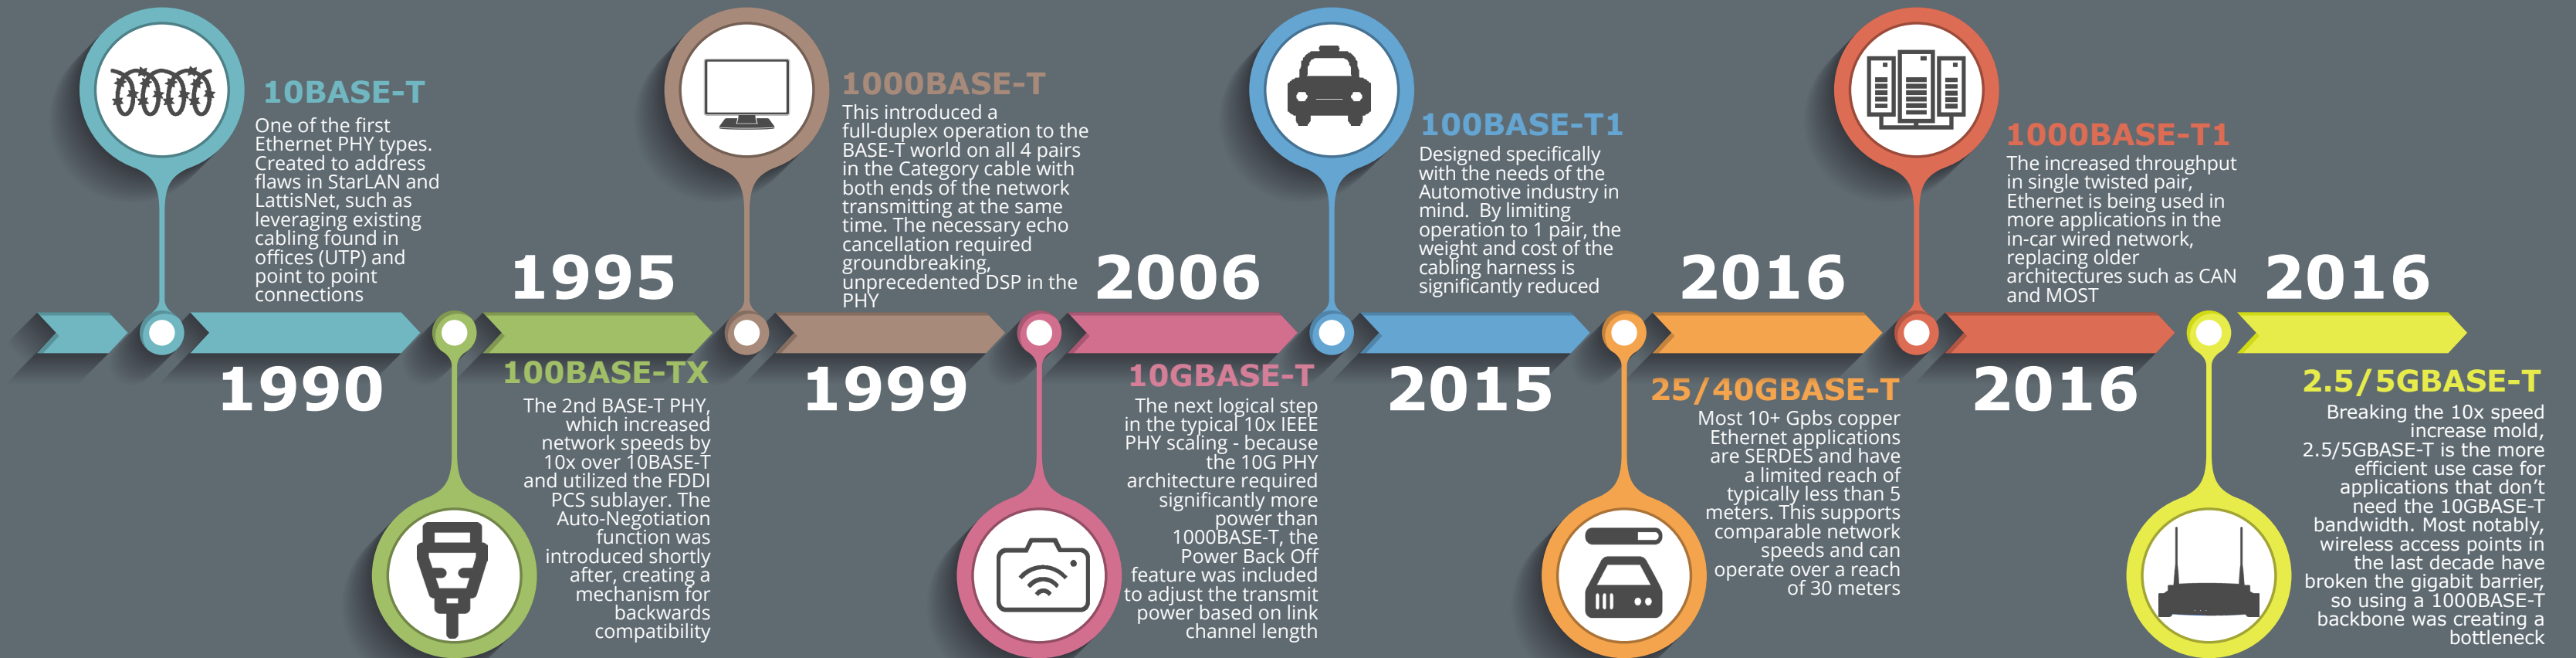 10BASE-T
One of the first
Ethernet PHY types.
Created to address
flaws in StarLAN and
LattisNet, such as
leveraging existing
cabling found in
offices (UTP) and
point to point
connections
1990
1995
100BASE-TX
The 2nd BASE-T PHY,
which increased
network speeds by
10x over 10BASE-T
and utilized the FDDI
PCS sublayer. The
Auto-Negotiation
function was
introduced shortly
after, creating a
mechanism for
backwards
compatibility
1000BASE-T
This introduced a
full-duplex operation to the
BASE-T world on all 4 pairs
in the Category cable with
both ends of the network
transmitting at the same
time. The necessary echo
cancellation required
groundbreaking,
unprecedented DSP in the
PHY
1999
2006
10GBASE-T
The next logical step
in the typical 10x IEEE
PHY scaling - because
the 10G PHY
architecture required
significantly more
power than
1000BASE-T, the
Power Back Off
feature was included
to adjust the transmit
power based on link
channel length
100BASE-T1
Designed specifically
with the needs of the
Automotive industry in
mind.  By limiting
operation to 1 pair, the
weight and cost of the
cabling harness is
significantly reduced
2015
2016
25/40GBASE-T
Most 10+ Gpbs copper
Ethernet applications
are SERDES and have
a limited reach of
typically less than 5
meters. This supports
comparable network
speeds and can
operate over a reach
of 30 meters
1000BASE-T1
The increased throughput
in single twisted pair,
Ethernet is being used in
more applications in the
in-car wired network,
replacing older
architectures such as CAN
and MOST
2016
2016
2.5/5GBASE-T
Breaking the 10x speed
increase mold,
2.5/5GBASE-T is the more
efficient use case for
applications that don't
need the 10GBASE-T
bandwidth. Most notably,
wireless access points in
the last decade have
broken the gigabit barrier,
so using a 1000BASE-T
backbone was creating a
bottleneck